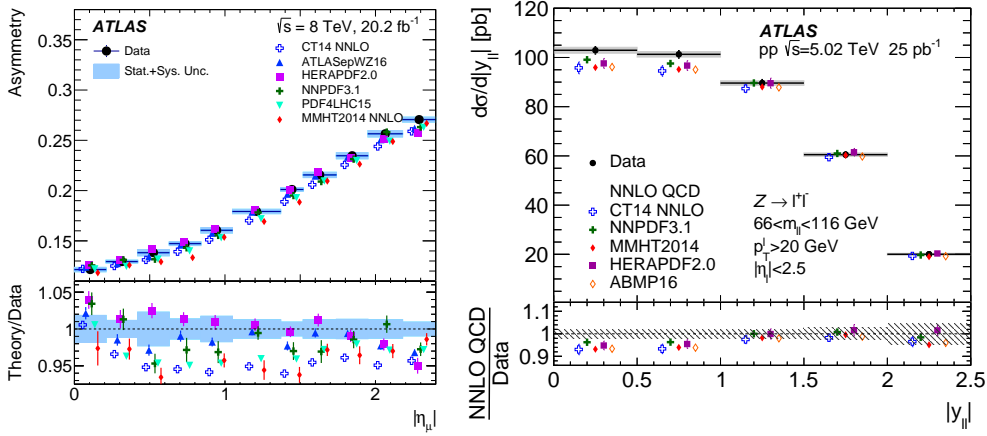 ATLAS
√s = 8 TeV, 20.2 fb⁻¹
Data
Stat.+Sys. Unc.
CT14 NNLO
ATLASepWZ16
HERAPDF2.0
NNPDF3.1
PDF4LHC15
MMHT2014 NNLO
Asymmetry
0.35
0.3
0.25
0.2
0.15
Theory/Data
1.05
1
0.95
0
1
2
|ημ|
ATLAS
pp √s=5.02 TeV 25 pb⁻¹
dσ/d|y_ll| [pb]
120
100
80
60
40
20
Data
NNLO QCD
CT14 NNLO
NNPDF3.1
MMHT2014
HERAPDF2.0
ABMP16
Z → l⁺l⁻
66<m_ll<116 GeV
p_T^l>20 GeV
|η_l|<2.5
NNLO QCD
Data
1.1
1
0.9
0
0.5
1
1.5
2
2.5
|y_ll|